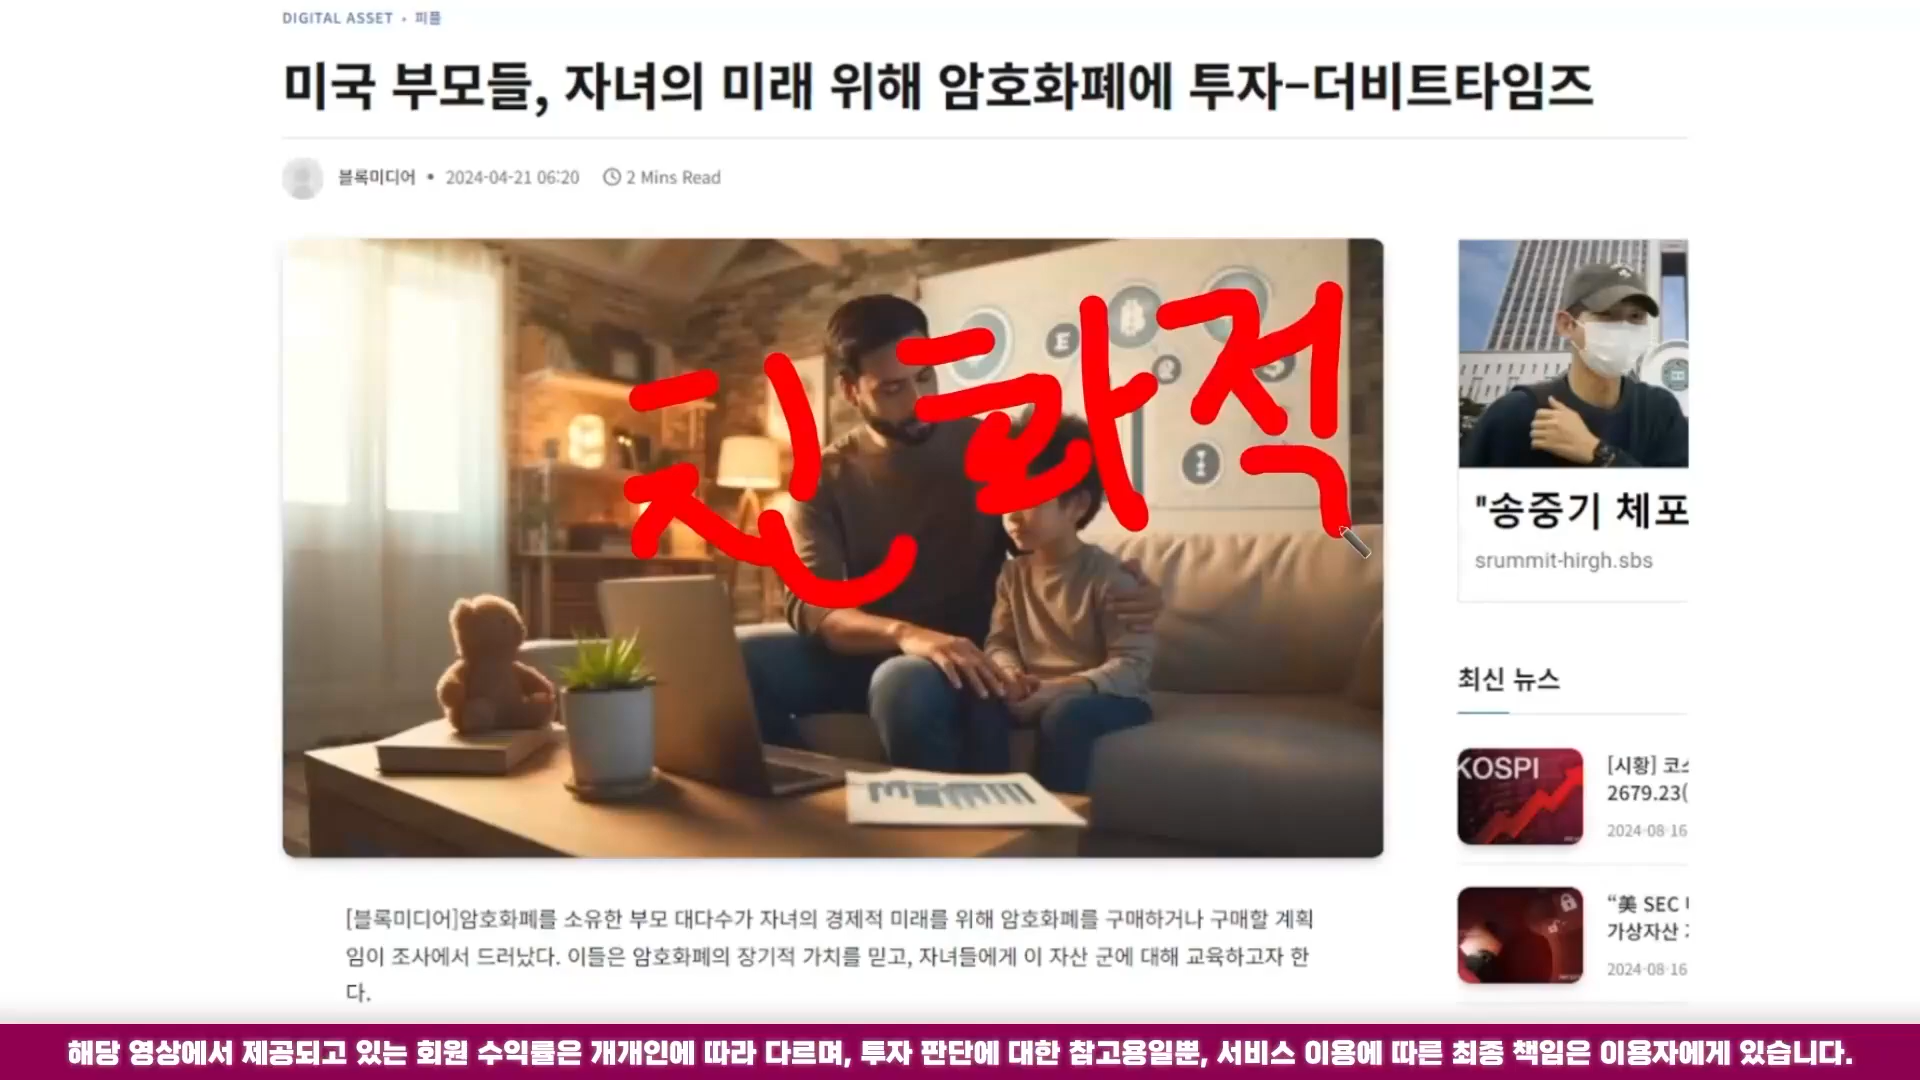 DIGITAL ASSET • 피플
미국 부모들, 자녀의 미래 위해 암호화폐에 투자–더비트타임즈
블록미디어 • 2024-04-21 06:20 2 Mins Read
친화적
"송중기 체포
srummit-hirgh.sbs
최신 뉴스
KOSPI
[시황] 코스
2679.23(
2024-08-16
“美 SEC
가상자산
2024-08-16
[블록미디어]암호화폐를 소유한 부모 대다수가 자녀의 경제적 미래를 위해 암호화폐를 구매하거나 구매할 계획
임이 조사에서 드러났다. 이들은 암호화폐의 장기적 가치를 믿고, 자녀들에게 이 자산 군에 대해 교육하고자 한
다.
해당 영상에서 제공되고 있는 회원 수익률은 개개인에 따라 다르며, 투자 판단에 대한 참고용일뿐, 서비스 이용에 따른 최종 책임은 이용자에게 있습니다.